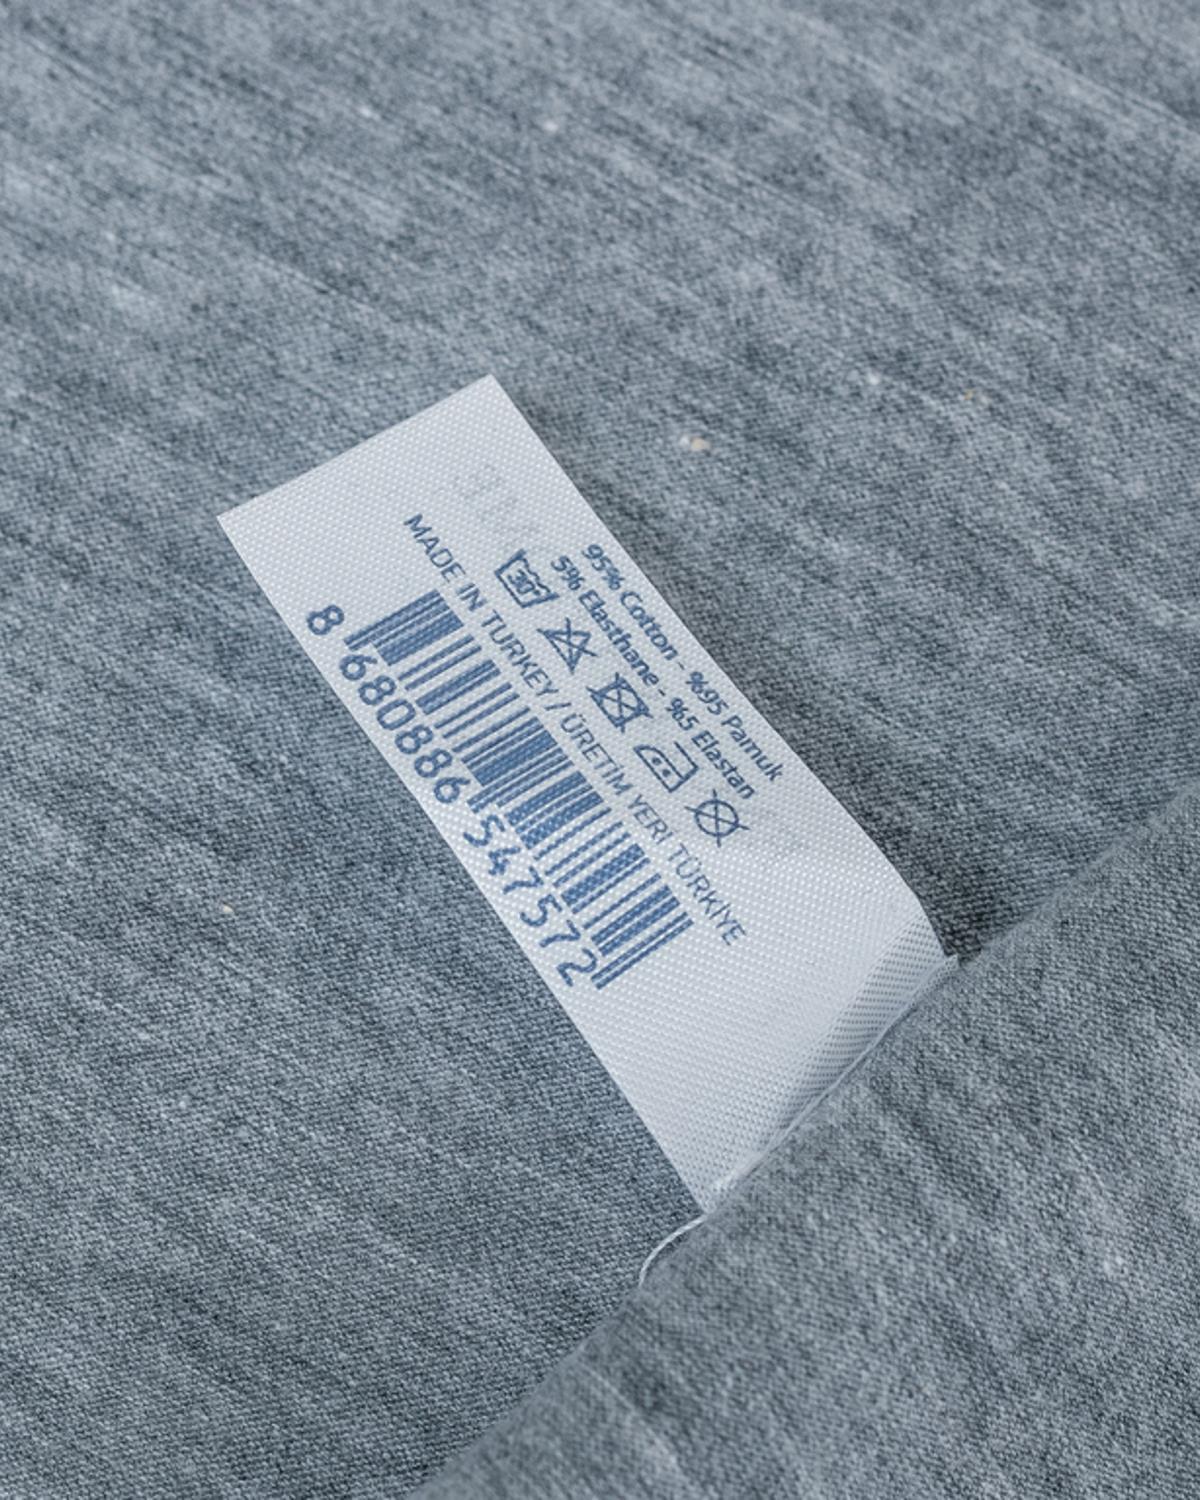 95% Cotton - %95 Pamuk
5% Elasthane - %5 Elastan
30°
MADE IN TURKEY / ÜRETİM YERİ TÜRKİYE
8 680886 547572